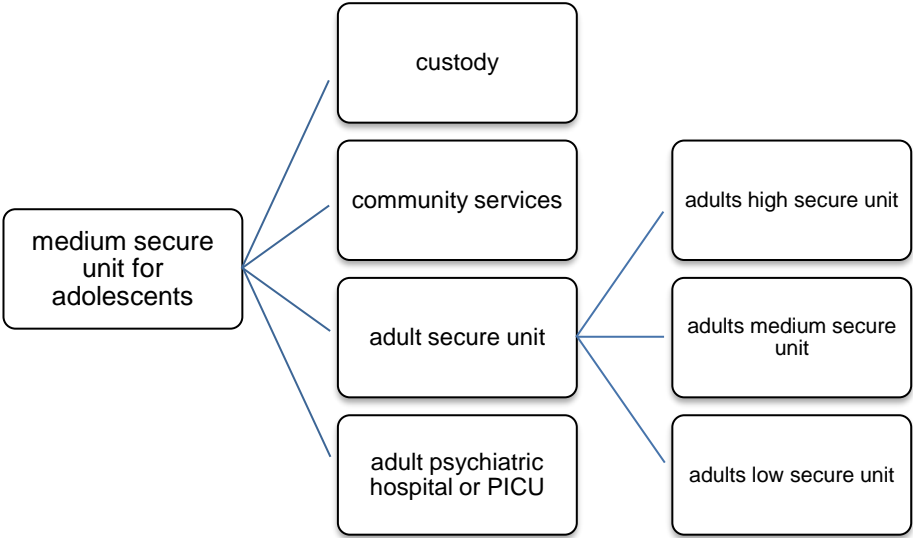 custody
community services
adults high secure unit
medium secure
unit for
adolescents
adult secure unit
adults medium secure
unit
adult psychiatric
hospital or PICU
adults low secure unit